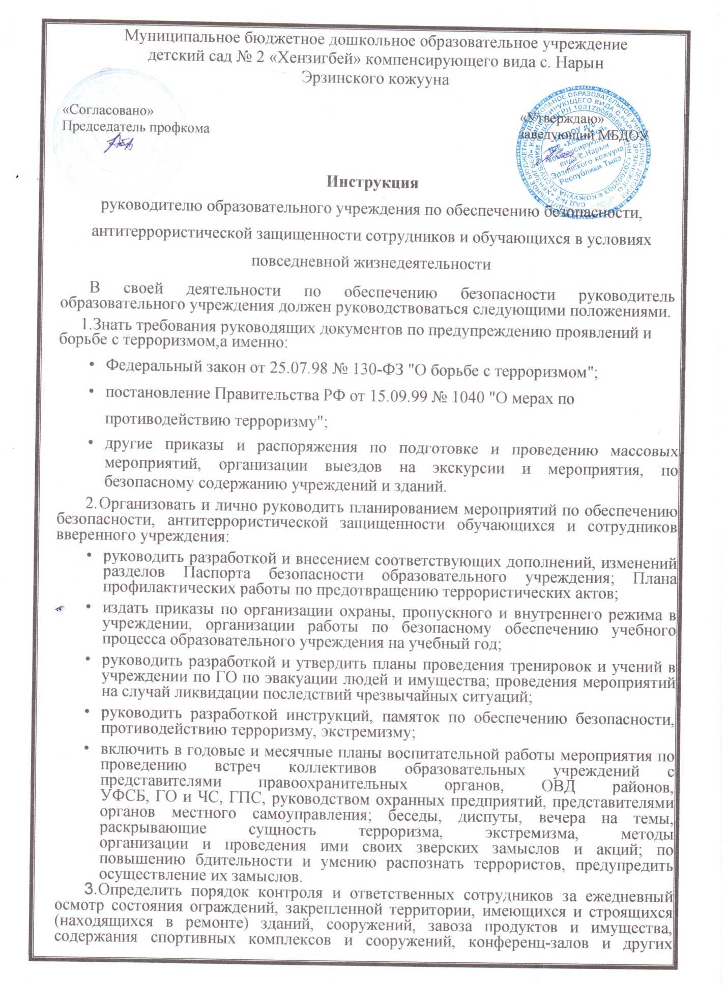 Муниципальное бюджетное дошкольное образовательное учреждение
детский сад № 2 «Хензигбей» компенсирующего вида с. Нарын
Эрзинского кожууна
«Согласовано»
Председатель профкома
«Утверждаю»
заведующий МБДОУ
МБДОУ д/с
№2 «Хензигбей»
компенсирующего
вида с.Нарын
Эрзинского кожууна
Республики Тыва
Инструкция
руководителю образовательного учреждения по обеспечению безопасности,
антитеррористической защищенности сотрудников и обучающихся в условиях
повседневной жизнедеятельности
В своей деятельности по обеспечению безопасности руководитель
образовательного учреждения должен руководствоваться следующими положениями.
1.Знать требования руководящих документов по предупреждению проявлений и
борьбе с терроризмом,а именно:
• Федеральный закон от 25.07.98 № 130-ФЗ "О борьбе с терроризмом";
• постановление Правительства РФ от 15.09.99 № 1040 "О мерах по
противодействию терроризму";
• другие приказы и распоряжения по подготовке и проведению массовых
мероприятий, организации выездов на экскурсии и мероприятия, по
безопасному содержанию учреждений и зданий.
2.Организовать и лично руководить планированием мероприятий по обеспечению
безопасности, антитеррористической защищенности обучающихся и сотрудников
вверенного учреждения:
• руководить разработкой и внесением соответствующих дополнений, изменений
разделов Паспорта безопасности образовательного учреждения; Плана
профилактических работы по предотвращению террористических актов;
• издать приказы по организации охраны, пропускного и внутреннего режима в
учреждении, организации работы по безопасному обеспечению учебного
процесса образовательного учреждения на учебный год;
• руководить разработкой и утвердить планы проведения тренировок и учений в
учреждении по ГО по эвакуации людей и имущества; проведения мероприятий
на случай ликвидации последствий чрезвычайных ситуаций;
• руководить разработкой инструкций, памяток по обеспечению безопасности,
противодействию терроризму, экстремизму;
• включить в годовые и месячные планы воспитательной работы мероприятия по
проведению встреч коллективов образовательных учреждений с
представителями правоохранительных органов, ОВД районов,
УФСБ, ГО и ЧС, ГПС, руководством охранных предприятий, представителями
органов местного самоуправления; беседы, диспуты, вечера на темы,
раскрывающие сущность терроризма, экстремизма, методы
организации и проведения ими своих зверских замыслов и акций; по
повышению бдительности и умению распознать террористов, предупредить
осуществление их замыслов.
3.Определить порядок контроля и ответственных сотрудников за ежедневный
осмотр состояния ограждений, закрепленной территории, имеющихся и строящихся
(находящихся в ремонте) зданий, сооружений, завоза продуктов и имущества,
содержания спортивных комплексов и сооружений, конференц-залов и других